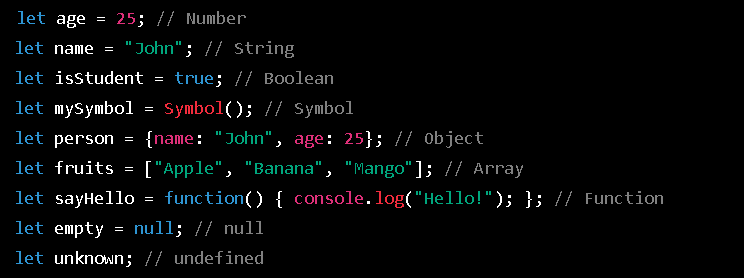 let age = 25; // Number
let name = "John"; // String
let isStudent = true; // Boolean
let mySymbol = Symbol(); // Symbol
let person = {name: "John", age: 25}; // Object
let fruits = ["Apple", "Banana", "Mango"]; // Array
let sayHello = function() { console.log("Hello!"); }; // Function
let empty = null; // null
let unknown; // undefined